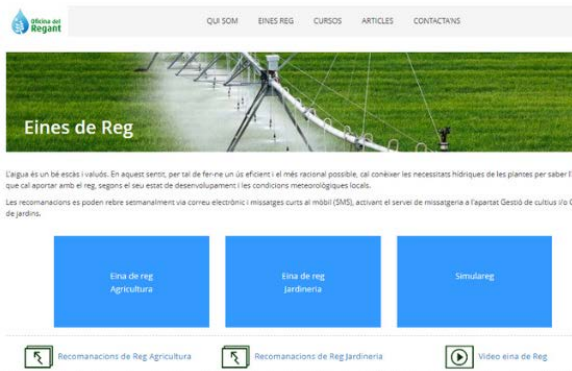 Oficina del
Regant
QUI SOM EINES REG CURSOS ARTICLES CONTACTA'NS
Eines de Reg
L'aigua és un bé escàs i valuós. En aquest sentit, per tal de fer-ne un ús eficient i el més racional possible, cal conèixer les necessitats hídriques de les plantes per saber
que cal aportar amb el reg, segons el seu estat de desenvolupament i les condicions meteorològiques locals.
Les recomanacions es poden rebre setmanalment via correu-electrònic i missatges curts al mòbil (SMS), activant el servei de missatgeria a l'apartat Gestió de cultius i/o
de jardins.
Eina de reg
Agricultura
Eina de reg
Jardineria
Simulareg
Recomanacions de Reg Agricultura Recomanacions de Reg Jardineria Vídeo eina de Reg